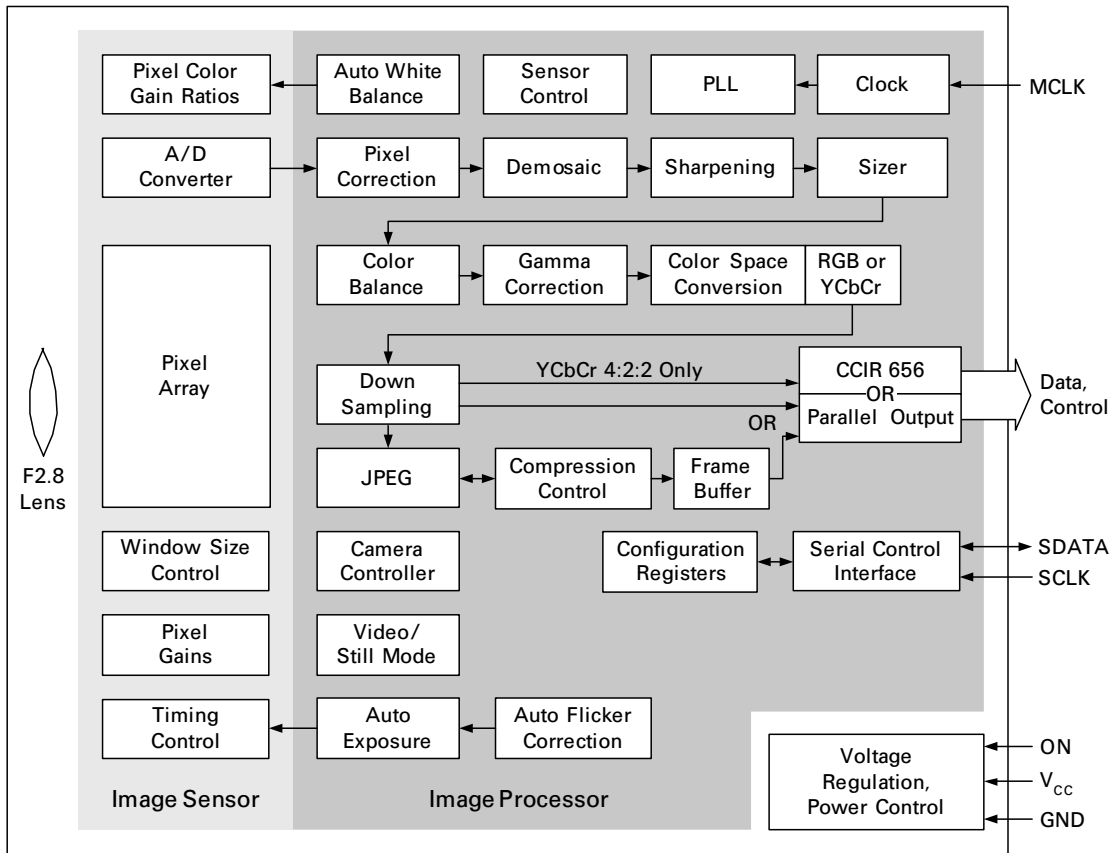 Pixel Color
Gain Ratios
Auto White
Balance
Sensor
Control
PLL
Clock
MCLK
A/D
Converter
Pixel
Correction
Demosaic
Sharpening
Sizer
Color
Balance
Gamma
Correction
Color Space
Conversion
RGB or
YCbCr
Pixel
Array
Down
Sampling
YCbCr 4:2:2 Only
CCIR 656
OR
Parallel Output
OR
Data,
Control
JPEG
Compression
Control
Frame
Buffer
F2.8
Lens
Window Size
Control
Camera
Controller
Configuration
Registers
Serial Control
Interface
SDATA
SCLK
Pixel
Gains
Video/
Still Mode
Timing
Control
Auto
Exposure
Auto Flicker
Correction
Voltage
Regulation,
Power Control
ON
VCC
GND
Image Sensor
Image Processor